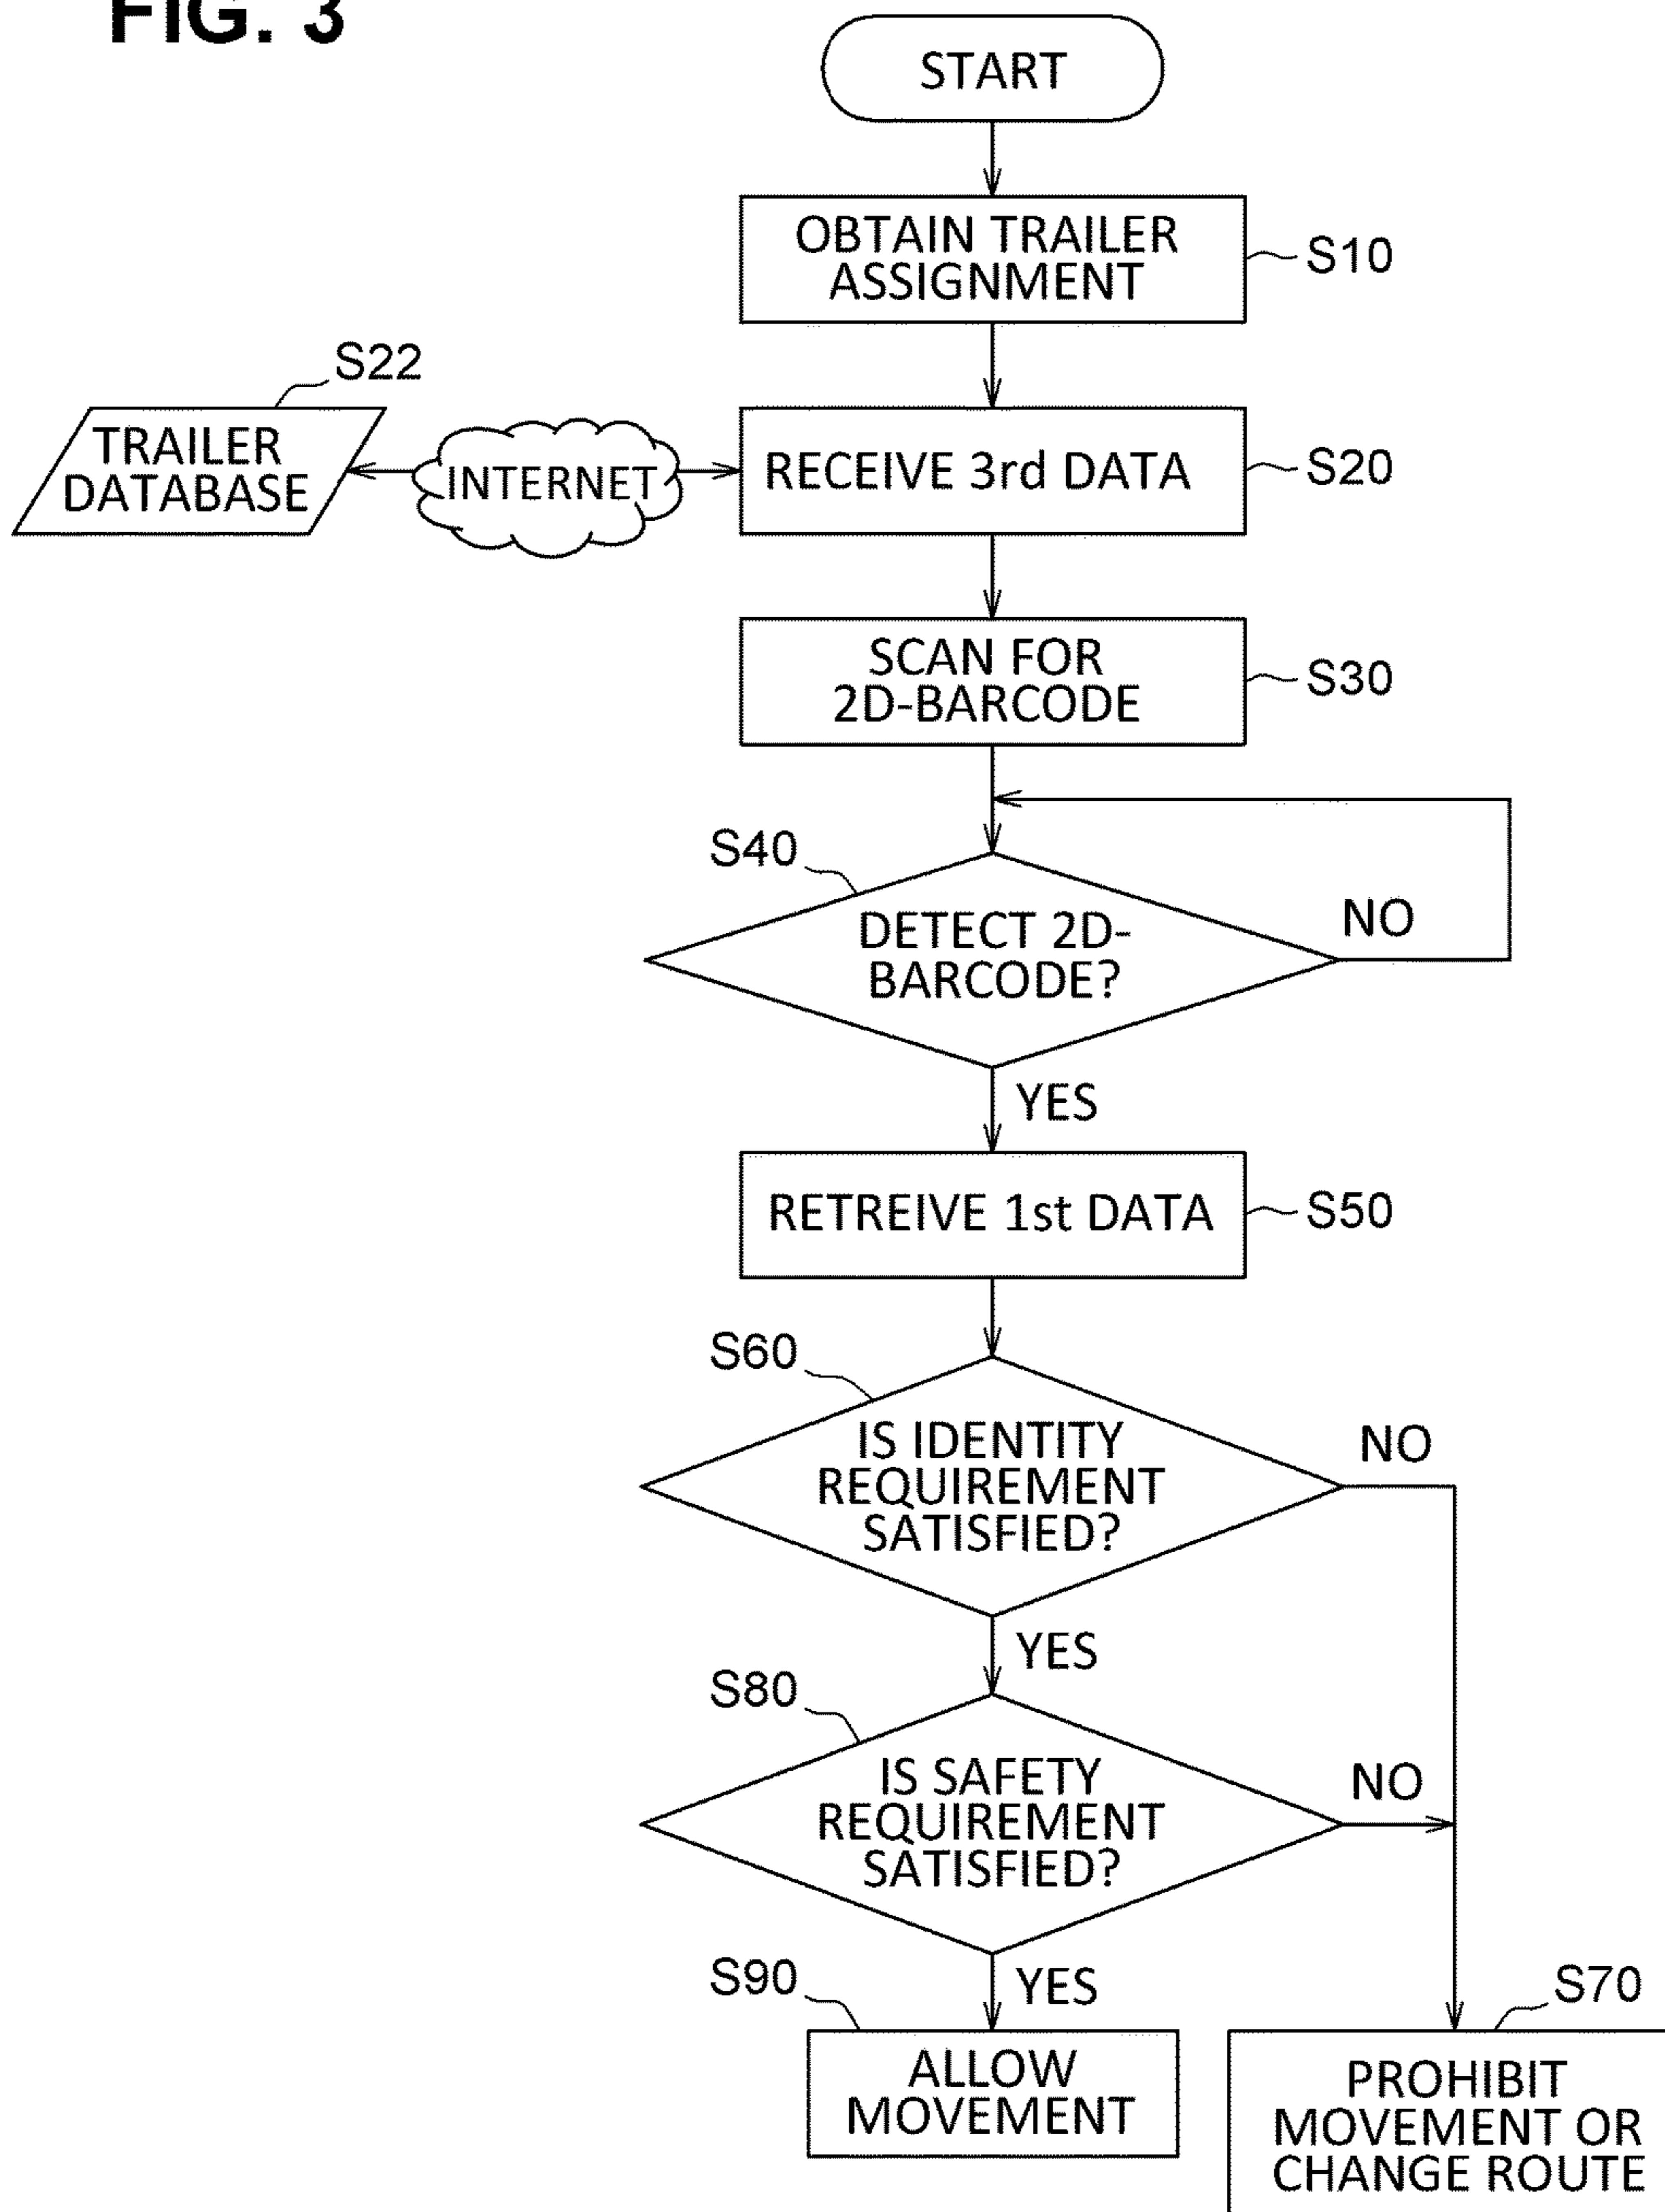 FIG. 3
START
OBTAIN TRAILER
ASSIGNMENT
S10
S22
TRAILER
DATABASE
INTERNET
RECEIVE 3rd DATA
S20
SCAN FOR
2D-BARCODE
S30
S40
DETECT 2D-
BARCODE?
NO
YES
RETREIVE 1st DATA
S50
S60
IS IDENTITY
REQUIREMENT
SATISFIED?
NO
YES
S80
IS SAFETY
REQUIREMENT
SATISFIED?
NO
YES
S90
ALLOW
MOVEMENT
S70
PROHIBIT
MOVEMENT OR
CHANGE ROUTE